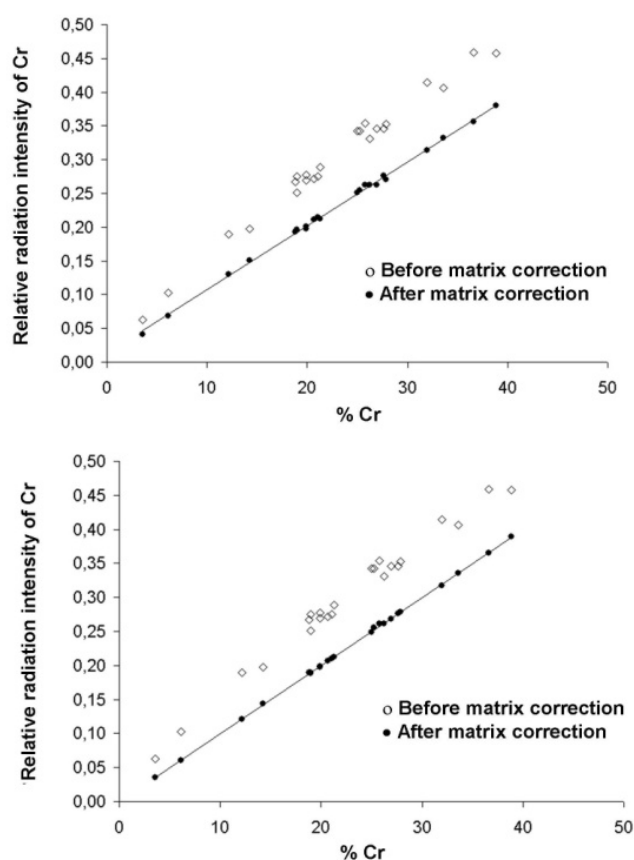 0,50
0,45
0,40
0,35
0,30
0,25
0,20
0,15
0,10
0,05
0,00
Relative radiation intensity of Cr
Before matrix correction
After matrix correction
0 10 20 30 40 50
% Cr
0,50
0,45
0,40
0,35
0,30
0,25
0,20
0,15
0,10
0,05
0,00
Relative radiation intensity of Cr
Before matrix correction
After matrix correction
0 10 20 30 40 50
% Cr